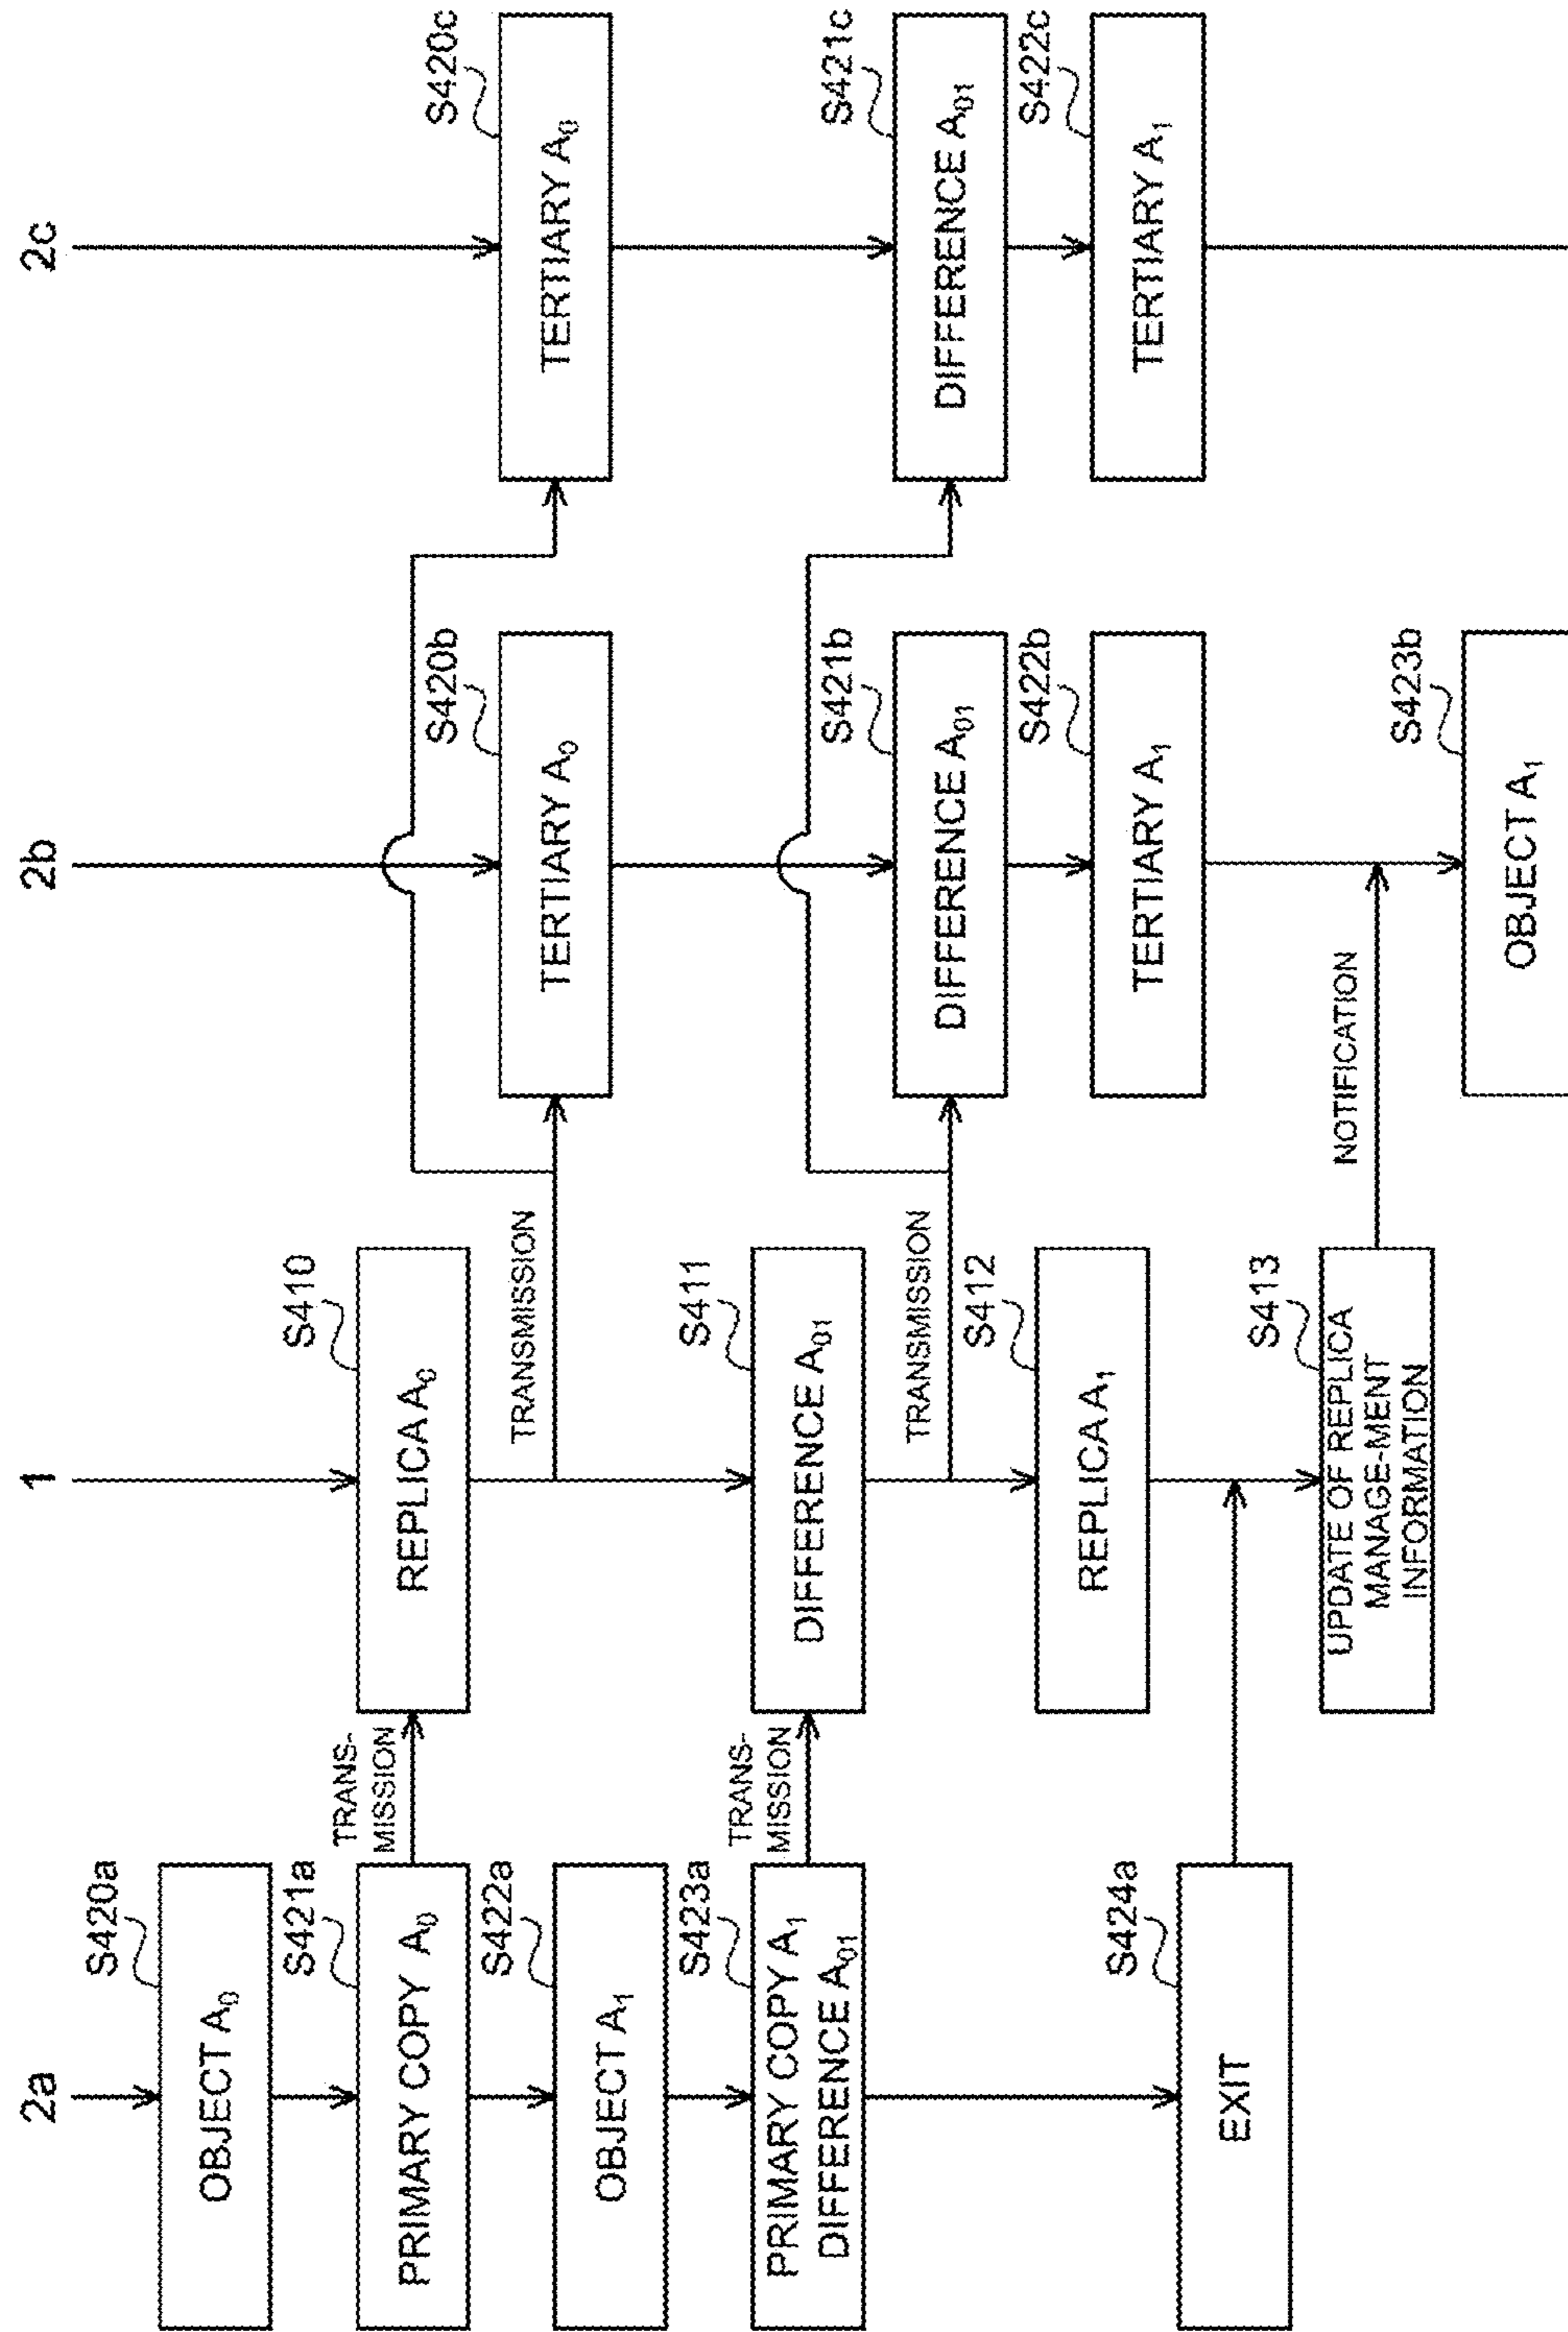 2a
S420a
OBJECT A₀
S421a
PRIMARY COPY A₀
TRANS-
MISSION
S422a
OBJECT A₁
S423a
PRIMARY COPY A₁
DIFFERENCE A₀₁
TRANS-
MISSION
S424a
EXIT
1
S410
REPLICA A₀
TRANSMISSION
S411
DIFFERENCE A₀₁
TRANSMISSION
S412
REPLICA A₁
S413
UPDATE OF REPLICA
MANAGE-MENT
INFORMATION
NOTIFICATION
2b
S420b
TERTIARY A₀
S421b
DIFFERENCE A₀₁
S422b
TERTIARY A₁
S423b
OBJECT A₁
2c
S420c
TERTIARY A₀
S421c
DIFFERENCE A₀₁
S422c
TERTIARY A₁